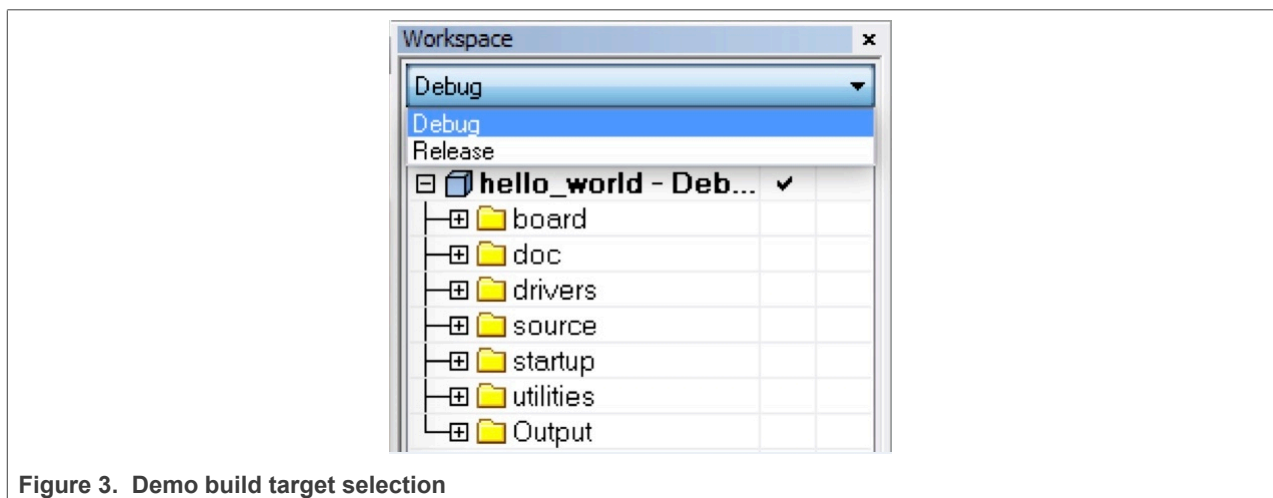 Workspace
Debug
Debug
Release
hello_world - Deb...
board
doc
drivers
source
startup
utilities
Output
Figure 3. Demo build target selection